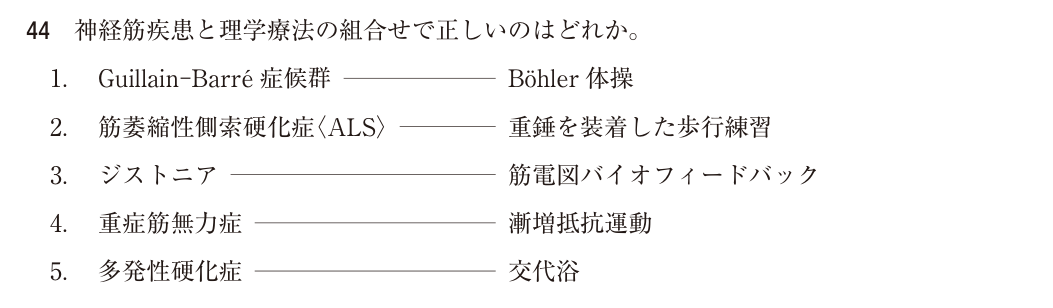 44 神経筋疾患と理学療法の組合せで正しいのはどれか。
1. Guillain-Barré 症候群 ──── Böhler 体操
2. 筋萎縮性側索硬化症〈ALS〉 ──── 重錘を装着した歩行練習
3. ジストニア ──── 筋電図バイオフィードバック
4. 重症筋無力症 ──── 漸増抵抗運動
5. 多発性硬化症 ──── 交代浴